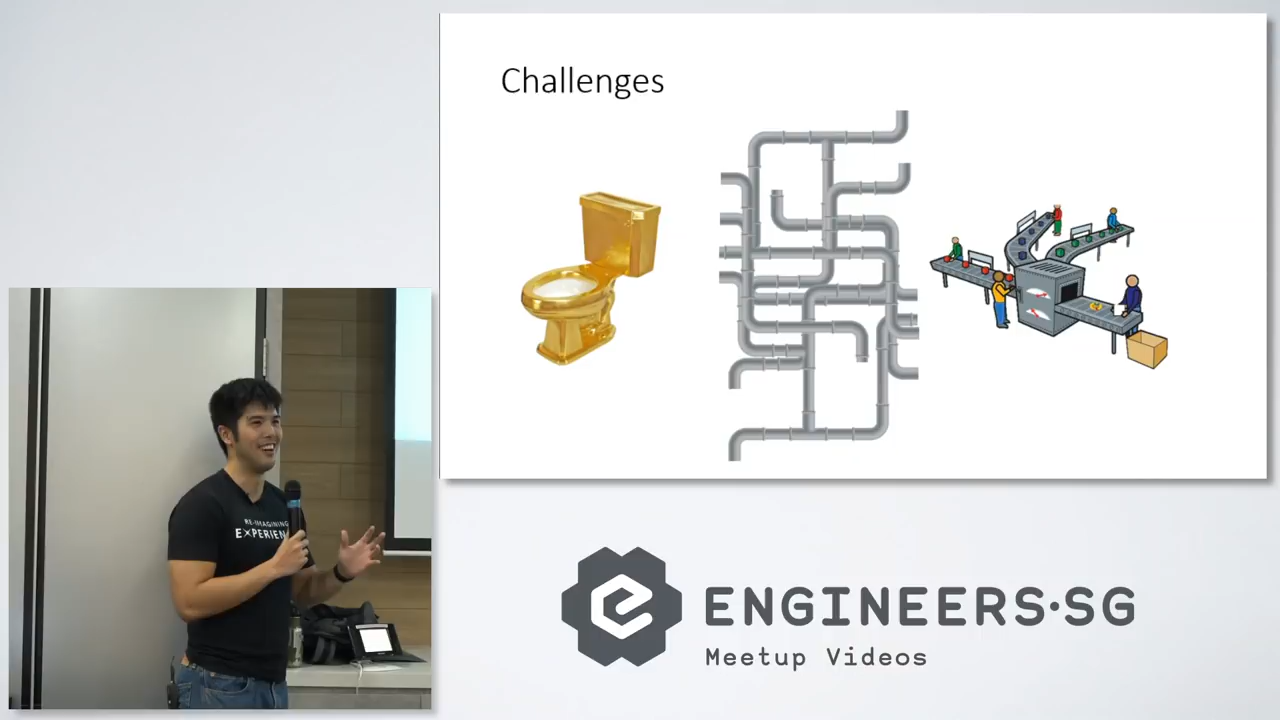 Challenges
RE-IMAGINING
EXPERIEN
ENGINEERS·SG
Meetup Videos